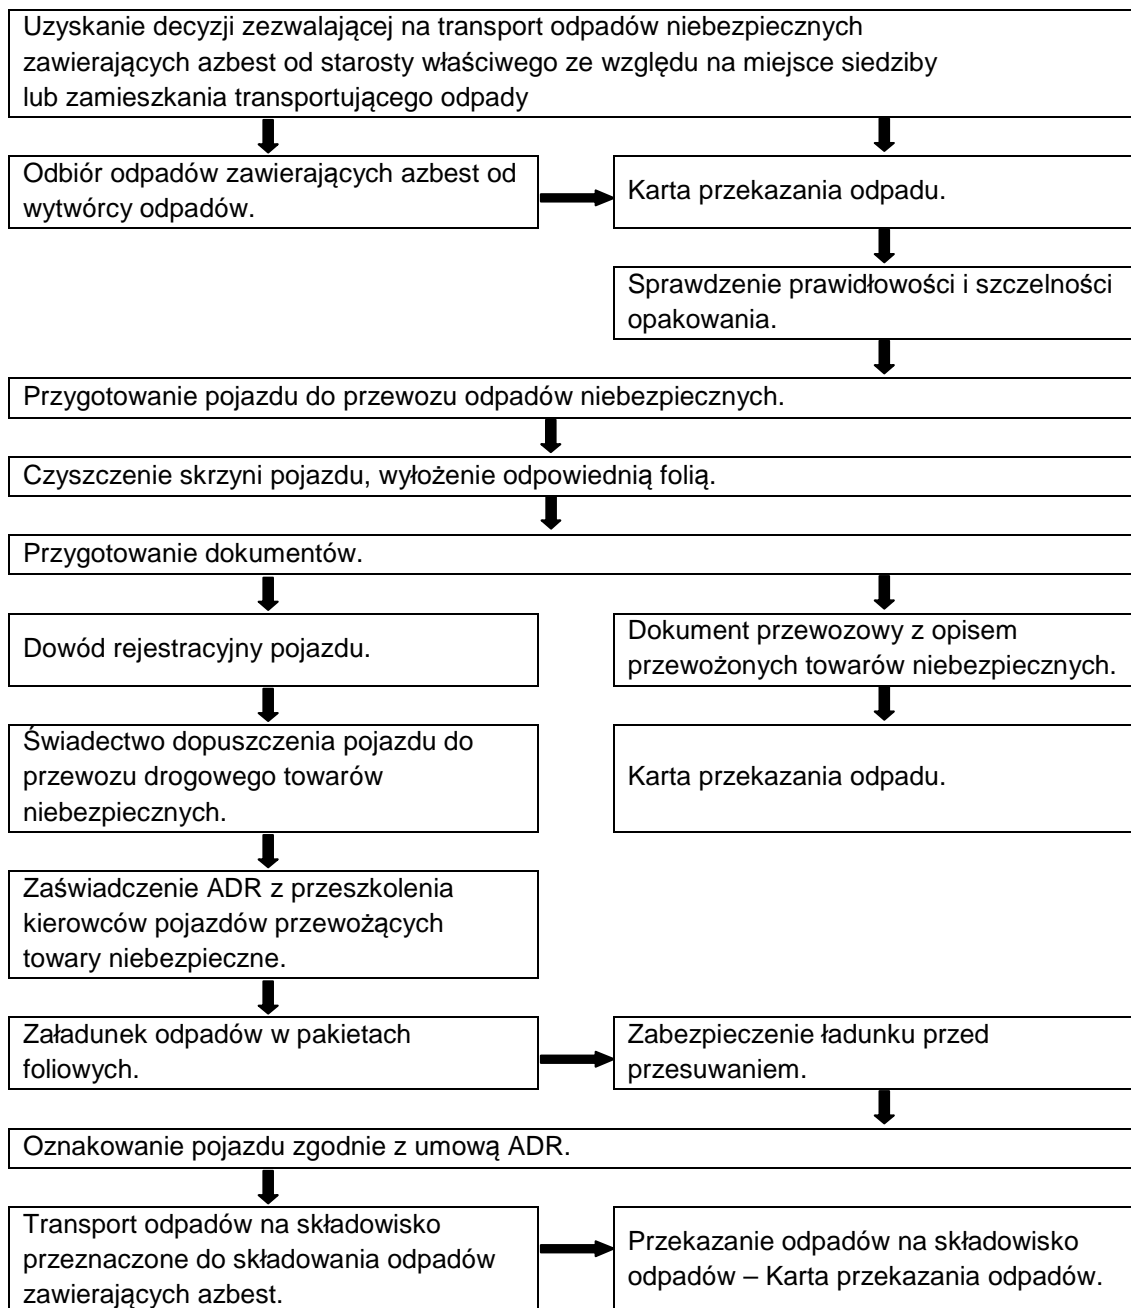 Uzyskanie decyzji zezwalającej na transport odpadów niebezpiecznych
zawierających azbest od starosty właściwego ze względu na miejsce siedziby
lub zamieszkania transportującego odpady
Odbiór odpadów zawierających azbest od
wytwórcy odpadów.
Karta przekazania odpadu.
Sprawdzenie prawidłowości i szczelności
opakowania.
Przygotowanie pojazdu do przewozu odpadów niebezpiecznych.
Czyszczenie skrzyni pojazdu, wyłożenie odpowiednią folią.
Przygotowanie dokumentów.
Dowód rejestracyjny pojazdu.
Dokument przewozowy z opisem
przewożonych towarów niebezpiecznych.
Świadectwo dopuszczenia pojazdu do
przewozu drogowego towarów
niebezpiecznych.
Karta przekazania odpadu.
Zaświadczenie ADR z przeszkolenia
kierowców pojazdów przewożących
towary niebezpieczne.
Załadunek odpadów w pakietach
foliowych.
Zabezpieczenie ładunku przed
przesuwaniem.
Oznakowanie pojazdu zgodnie z umową ADR.
Transport odpadów na składowisko
przeznaczone do składowania odpadów
zawierających azbest.
Przekazanie odpadów na składowisko
odpadów – Karta przekazania odpadów.